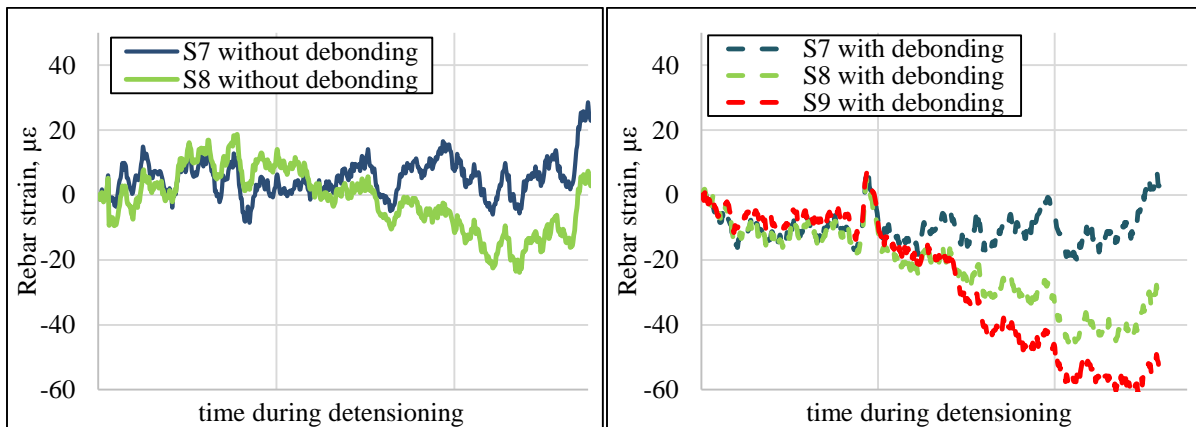 S7 without debonding
S8 without debonding
Rebar strain, µε
40
20
0
-20
-40
-60
time during detensioning
S7 with debonding
S8 with debonding
S9 with debonding
Rebar strain, µε
40
20
0
-20
-40
-60
time during detensioning